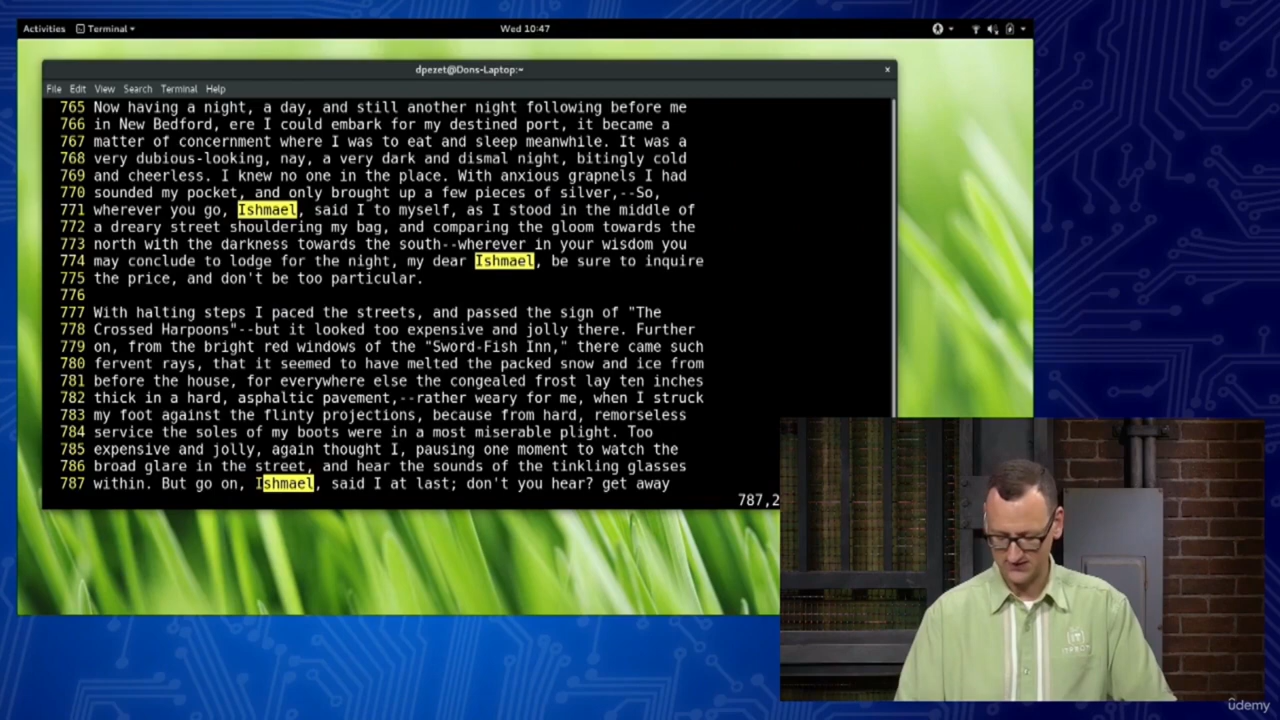 Activities Terminal Wed 10:47
dpezet@Dons-Laptop:~ ×
File Edit View Search Terminal Help
765 Now having a night, a day, and still another night following before me
766 in New Bedford, ere I could embark for my destined port, it became a
767 matter of concernment where I was to eat and sleep meanwhile. It was a
768 very dubious-looking, nay, a very dark and dismal night, bitingly cold
769 and cheerless. I knew no one in the place. With anxious grapnels I had
770 sounded my pocket, and only brought up a few pieces of silver,--So,
771 wherever you go, Ishmael, said I to myself, as I stood in the middle of
772 a dreary street shouldering my bag, and comparing the gloom towards the
773 north with the darkness towards the south--wherever in your wisdom you
774 may conclude to lodge for the night, my dear Ishmael, be sure to inquire
775 the price, and don't be too particular.
776
777 With halting steps I paced the streets, and passed the sign of "The
778 Crossed Harpoons"--but it looked too expensive and jolly there. Further
779 on, from the bright red windows of the "Sword-Fish Inn," there came such
780 fervent rays, that it seemed to have melted the packed snow and ice from
781 before the house, for everywhere else the congealed frost lay ten inches
782 thick in a hard, asphaltic pavement,--rather weary for me, when I struck
783 my foot against the flinty projections, because from hard, remorseless
784 service the soles of my boots were in a most miserable plight. Too
785 expensive and jolly, again thought I, pausing one moment to watch the
786 broad glare in the street, and hear the sounds of the tinkling glasses
787 within. But go on, Ishmael, said I at last; don't you hear? get away
787,2
udemy